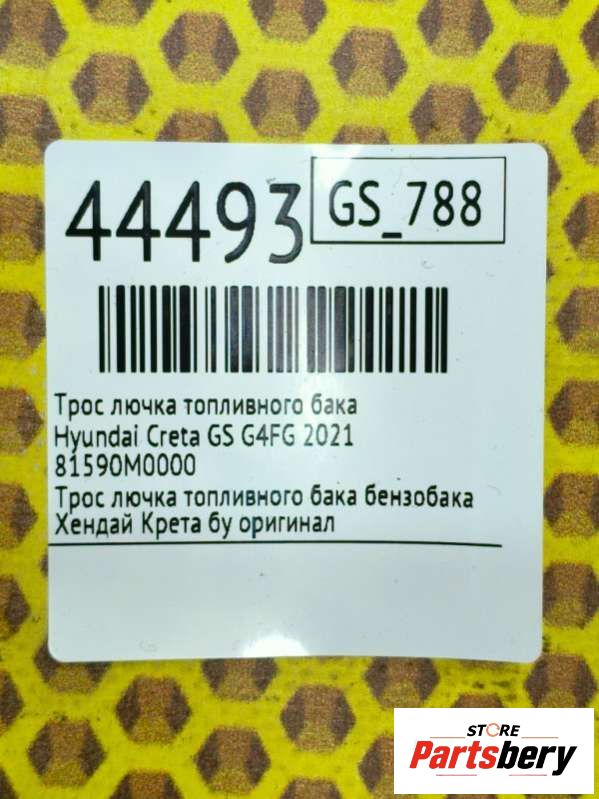 44493
GS_788
Трос лючка топливного бака
Hyundai Creta GS G4FG 2021
81590M0000
Трос лючка топливного бака бензобака
Хендай Крета бу оригинал
STORE
Partsbery